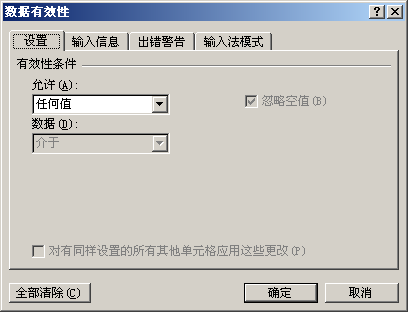 数据有效性
设置 输入信息 出错警告 输入法模式
有效性条件
允许(A):
任何值 忽略空值(B)
数据(D):
介于
对有同样设置的所有其他单元格应用这些更改(P)
全部清除(C) 确定 取消